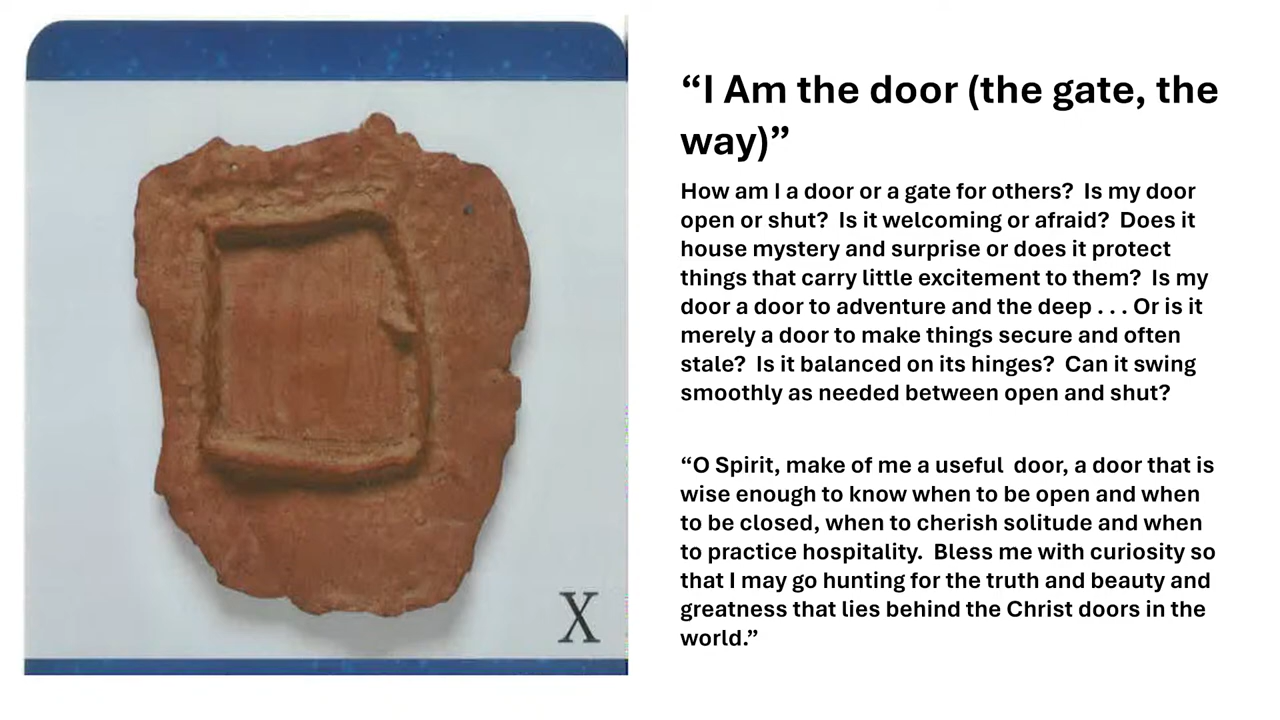 “I Am the door (the gate, the
way)”
How am I a door or a gate for others?  Is my door
open or shut?  Is it welcoming or afraid?  Does it
house mystery and surprise or does it protect
things that carry little excitement to them?  Is my
door a door to adventure and the deep . . . Or is it
merely a door to make things secure and often
stale?  Is it balanced on its hinges?  Can it swing
smoothly as needed between open and shut?
“O Spirit, make of me a useful  door, a door that is
wise enough to know when to be open and when
to be closed, when to cherish solitude and when
to practice hospitality.  Bless me with curiosity so
that I may go hunting for the truth and beauty and
greatness that lies behind the Christ doors in the
world.”
X